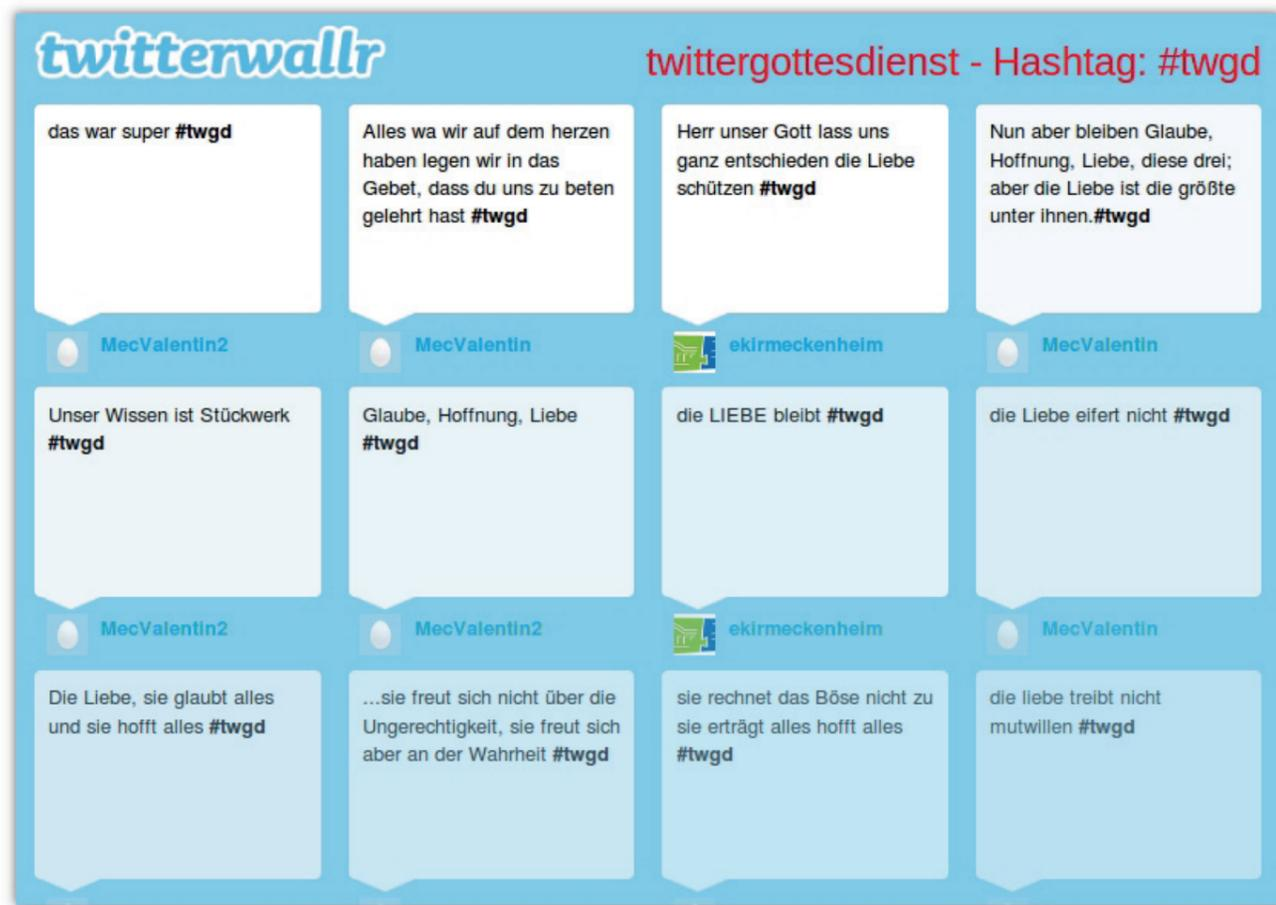 twitterwallr
twittergottesdienst - Hashtag: #twgd
das war super #twgd
Alles wa wir auf dem herzen
haben legen wir in das
Gebet, dass du uns zu beten
gelehrt hast #twgd
Herr unser Gott lass uns
ganz entschieden die Liebe
schützen #twgd
Nun aber bleiben Glaube,
Hoffnung, Liebe, diese drei;
aber die Liebe ist die größte
unter ihnen.#twgd
MecValentin2
MecValentin
ekirmeckenheim
MecValentin
Unser Wissen ist Stückwerk
#twgd
Glaube, Hoffnung, Liebe
#twgd
die LIEBE bleibt #twgd
die Liebe eifert nicht #twgd
MecValentin2
MecValentin2
ekirmeckenheim
MecValentin
Die Liebe, sie glaubt alles
und sie hofft alles #twgd
...sie freut sich nicht über die
Ungerechtigkeit, sie freut sich
aber an der Wahrheit #twgd
sie rechnet das Böse nicht zu
sie erträgt alles hofft alles
#twgd
die liebe treibt nicht
mutwillen #twgd